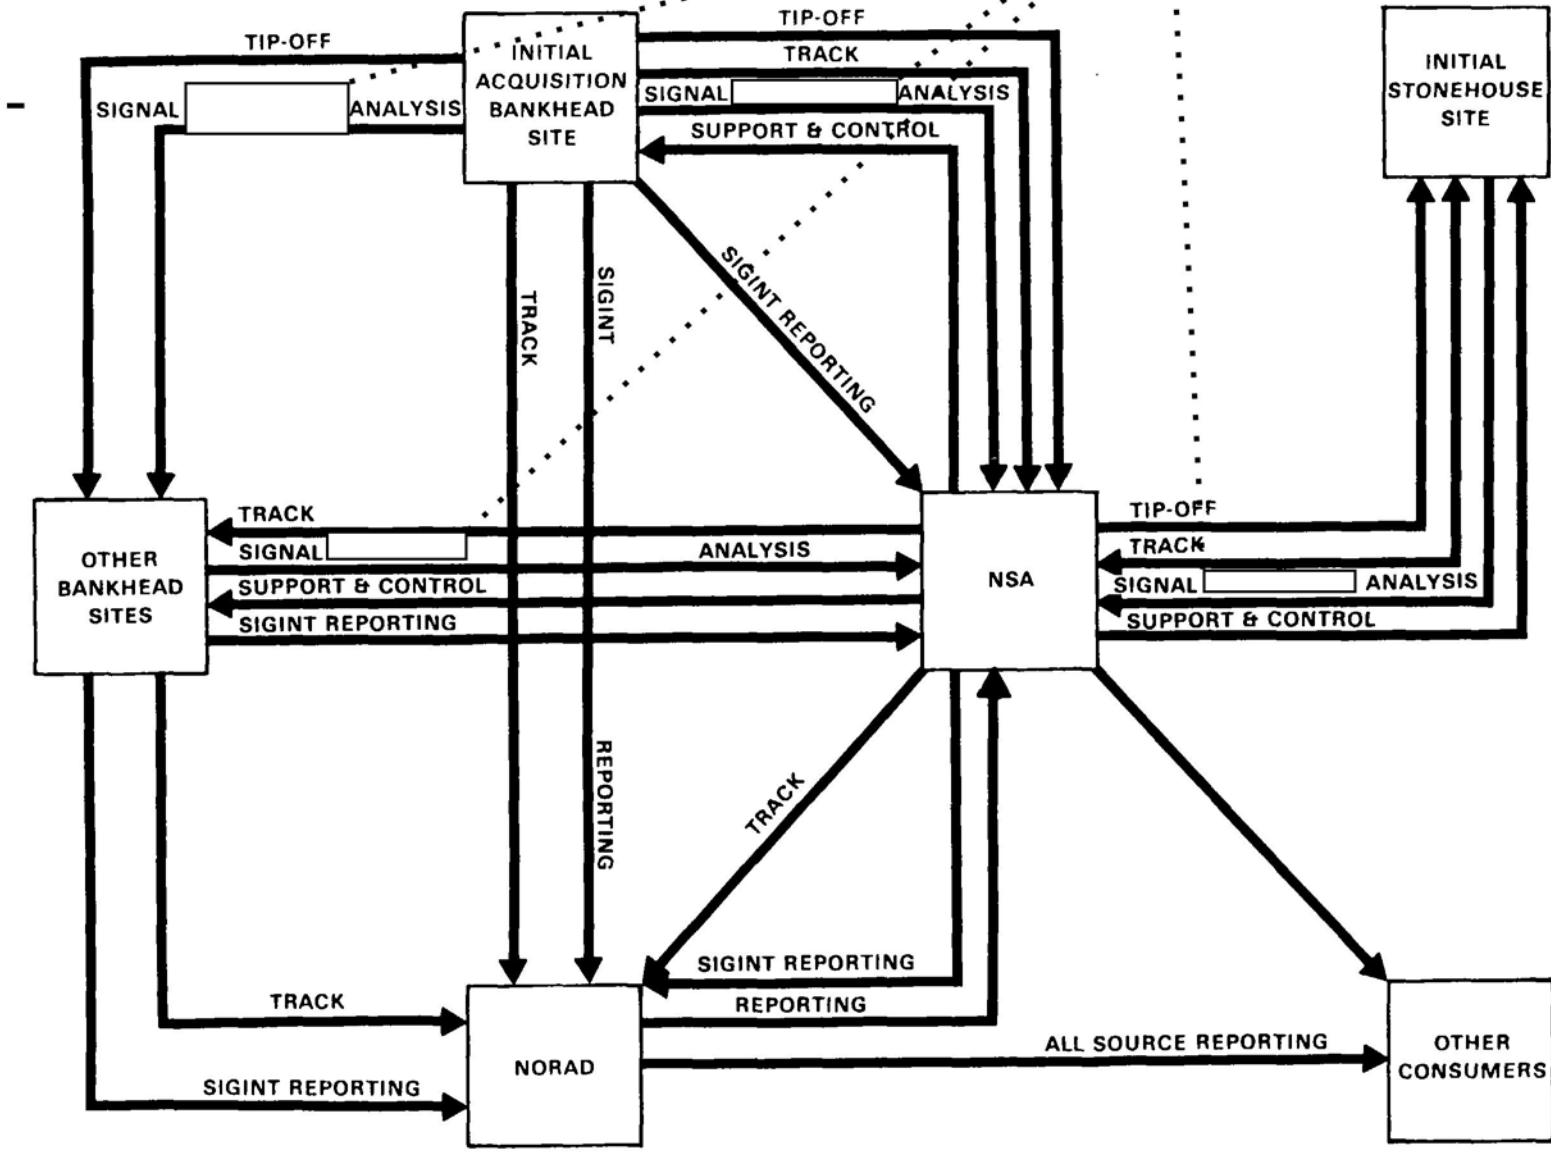 TIP-OFF
SIGNAL ANALYSIS
INITIAL
ACQUISITION
BANKHEAD
SITE
TIP-OFF
TRACK
SIGNAL ANALYSIS
SUPPORT & CONTROL
INITIAL
STONEHOUSE
SITE
TRACK
SIGINT
REPORTING
SIGINT REPORTING
OTHER
BANKHEAD
SITES
TRACK
SIGNAL ANALYSIS
SUPPORT & CONTROL
SIGINT REPORTING
NSA
TIP-OFF
TRACK
SIGNAL ANALYSIS
SUPPORT & CONTROL
TRACK
SIGINT REPORTING
REPORTING
TRACK
SIGINT REPORTING
NORAD
ALL SOURCE REPORTING
OTHER
CONSUMERS